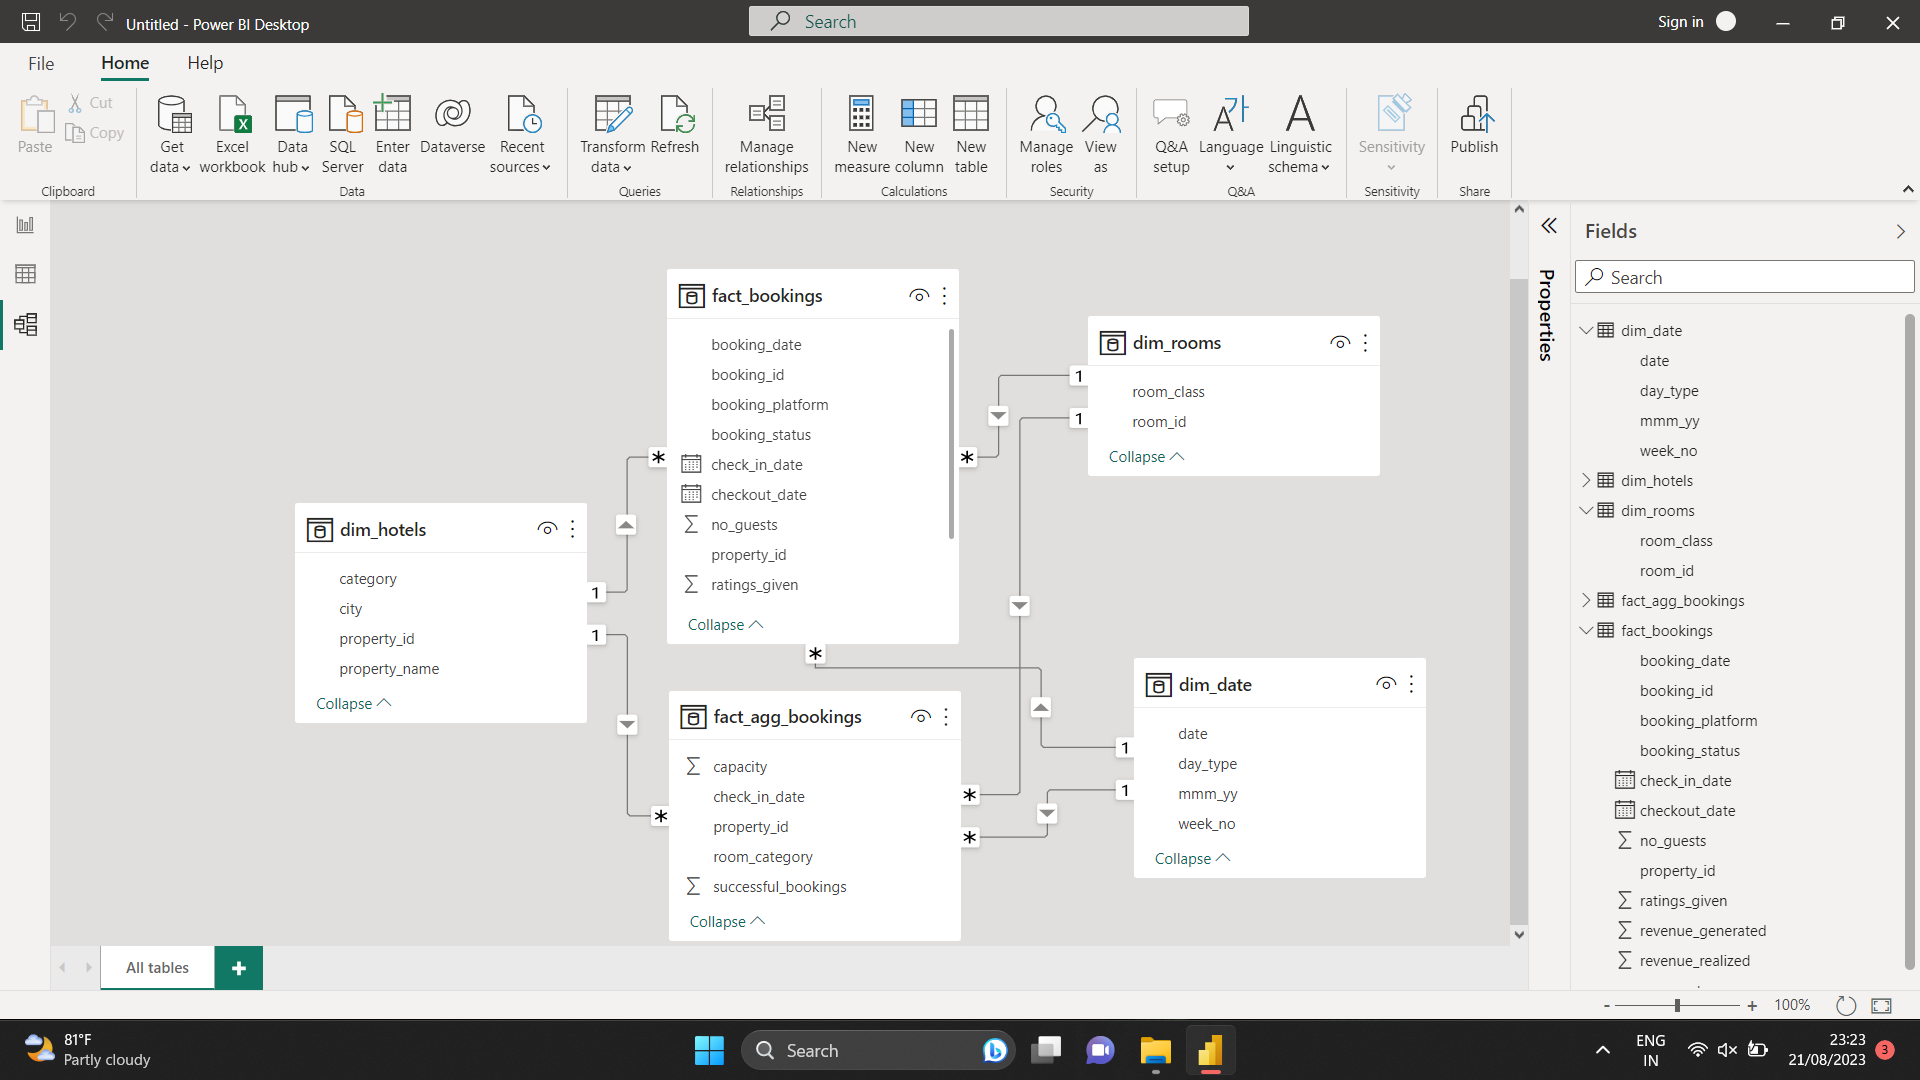 Untitled - Power BI Desktop
Search
Sign in
File
Home
Help
Paste
Cut
Copy
Clipboard
Get data
Excel workbook
Data hub
SQL Server
Enter data
Dataverse
Recent sources
Data
Transform data
Refresh
Queries
Manage relationships
Relationships
New measure
New column
New table
Calculations
Manage roles
View as
Security
Q&A setup
Language
Linguistic schema
Q&A
Sensitivity
Sensitivity
Publish
Share
fact_bookings
booking_date
booking_id
booking_platform
booking_status
check_in_date
checkout_date
no_guests
property_id
ratings_given
Collapse
*
*
*
dim_rooms
room_class
room_id
Collapse
1
1
dim_hotels
category
city
property_id
property_name
Collapse
1
1
fact_agg_bookings
capacity
check_in_date
property_id
room_category
successful_bookings
Collapse
*
*
*
dim_date
date
day_type
mmm_yy
week_no
Collapse
1
1
Properties
Fields
Search
dim_date
date
day_type
mmm_yy
week_no
dim_hotels
dim_rooms
room_class
room_id
fact_agg_bookings
fact_bookings
booking_date
booking_id
booking_platform
booking_status
check_in_date
checkout_date
no_guests
property_id
ratings_given
revenue_generated
revenue_realized
All tables
+
- + 100%
81°F
Partly cloudy
Search
ENG
IN
23:23
21/08/2023
3